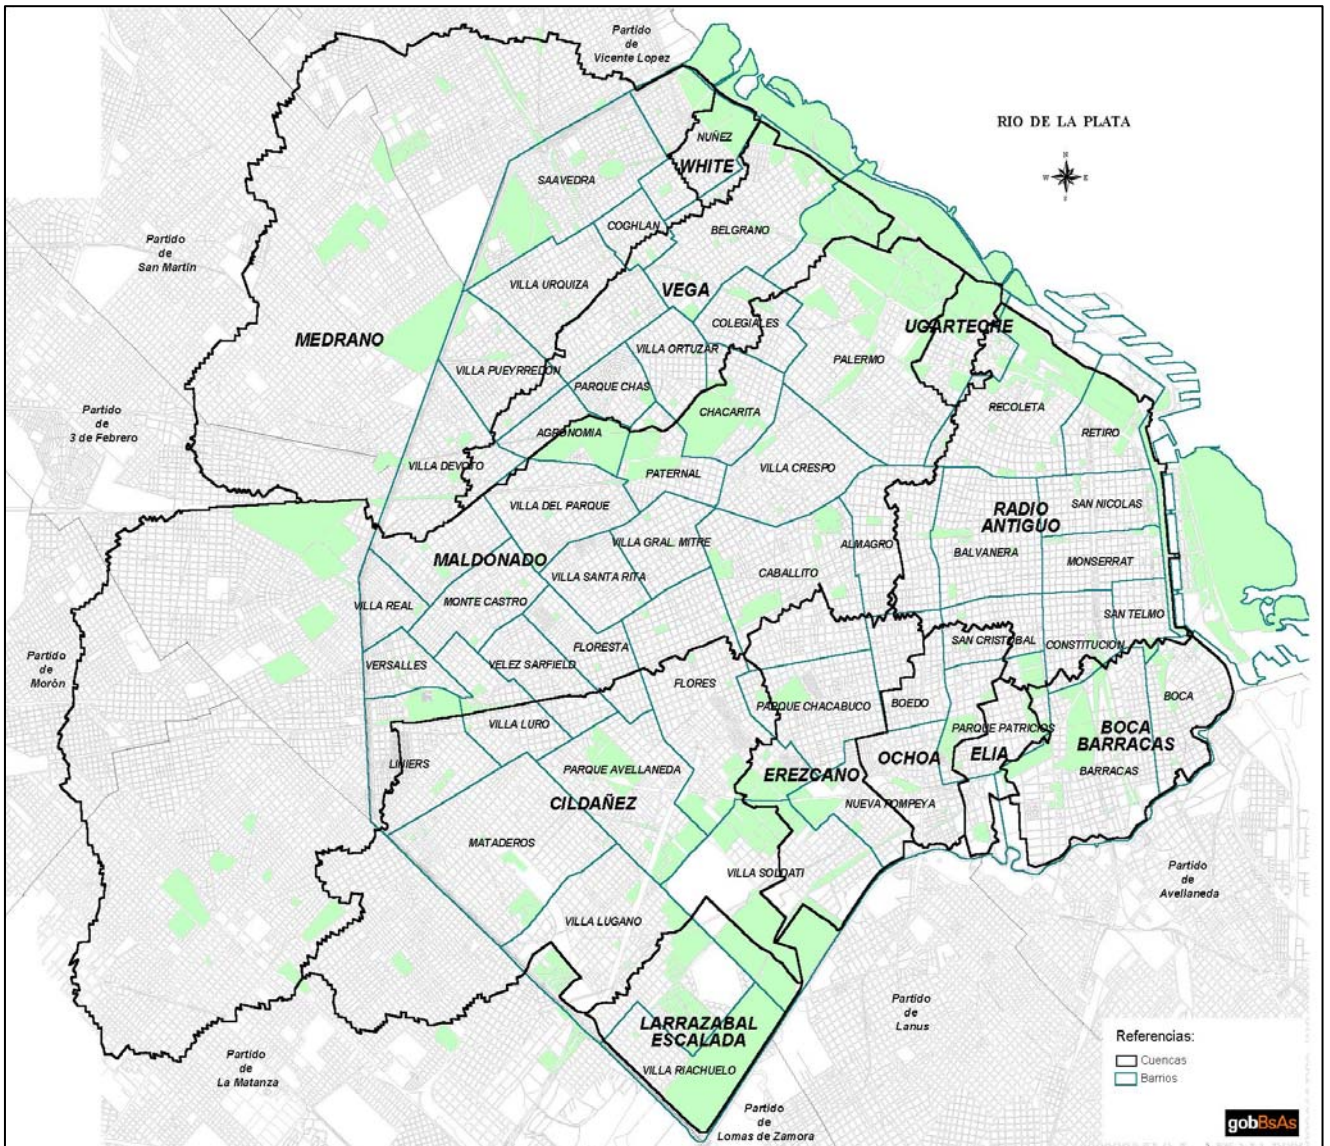 Partido
de
Vicente Lopez
RIO DE LA PLATA
N
W
E
S
NUÑEZ
WHITE
SAAVEDRA
COGHLAN
BELGRANO
Partido
de
San Martín
VILLA URQUIZA
VEGA
COLEGIALES
UGARTECHE
MEDRANO
VILLA ORTUZAR
PALERMO
VILLA PUEYRREDON
PARQUE CHAS
Partido
de
3 de Febrero
CHACARITA
RECOLETA
RETIRO
AGRONOMIA
VILLA DEVOTO
PATERNAL
VILLA CRESPO
VILLA DEL PARQUE
RADIO
ANTIGUO
SAN NICOLAS
VILLA GRAL. MITRE
ALMAGRO
BALVANERA
MALDONADO
MONSERRAT
CABALLITO
VILLA SANTA RITA
VILLA REAL
MONTE CASTRO
SAN TELMO
SAN CRISTOBAL
CONSTITUCION
FLORESTA
Partido
de
Morón
VERSALLES
VELEZ SARFIELD
FLORES
BOCA
PARQUE CHACABUCO
BOEDO
VILLA LURO
PARQUE PATRICIOS
BOCA
BARRACAS
LINIERS
PARQUE AVELLANEDA
EREZCANO
OCHOA
ELIA
BARRACAS
CILDAÑEZ
NUEVA POMPEYA
MATADEROS
VILLA SOLDATI
Partido
de
Avellaneda
VILLA LUGANO
Partido
de
Lanus
LARRAZABAL
ESCALADA
VILLA RIACHUELO
Partido
de
La Matanza
Partido
de
Lomas de Zamora
Referencias:
Cuencas
Barrios
gobBsAs